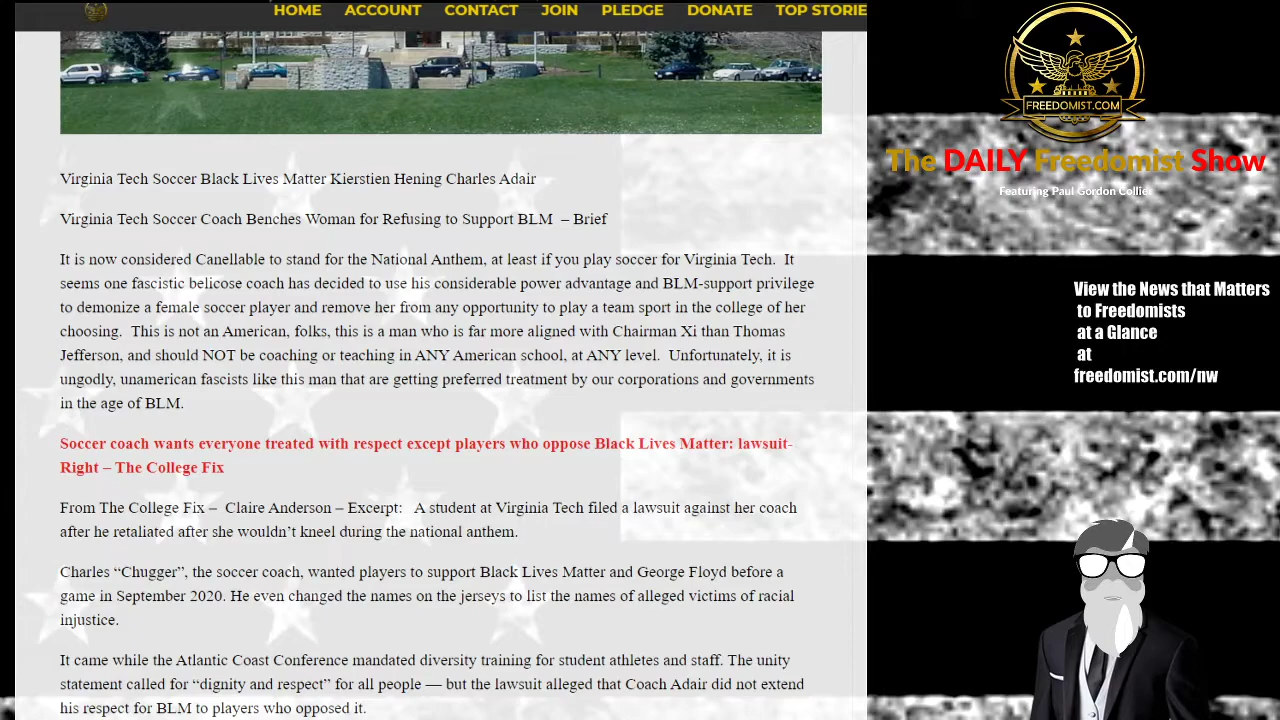 HOME ACCOUNT CONTACT JOIN PLEDGE DONATE TOP STORIE
FREEDOMIST.COM
The DAILY Freedomist Show
Featuring Paul Gordon Collier
Virginia Tech Soccer Black Lives Matter Kierstien Hening Charles Adair
Virginia Tech Soccer Coach Benches Woman for Refusing to Support BLM – Brief
It is now considered Canellable to stand for the National Anthem, at least if you play soccer for Virginia Tech. It
seems one fascistic belicose coach has decided to use his considerable power advantage and BLM-support privilege
to demonize a female soccer player and remove her from any opportunity to play a team sport in the college of her
choosing. This is not an American, folks, this is a man who is far more aligned with Chairman Xi than Thomas
Jefferson, and should NOT be coaching or teaching in ANY American school, at ANY level. Unfortunately, it is
ungodly, unamerican fascists like this man that are getting preferred treatment by our corporations and governments
in the age of BLM.
Soccer coach wants everyone treated with respect except players who oppose Black Lives Matter: lawsuit-
Right – The College Fix
From The College Fix – Claire Anderson – Excerpt: A student at Virginia Tech filed a lawsuit against her coach
after he retaliated after she wouldn’t kneel during the national anthem.
Charles “Chugger”, the soccer coach, wanted players to support Black Lives Matter and George Floyd before a
game in September 2020. He even changed the names on the jerseys to list the names of alleged victims of racial
injustice.
It came while the Atlantic Coast Conference mandated diversity training for student athletes and staff. The unity
statement called for “dignity and respect” for all people — but the lawsuit alleged that Coach Adair did not extend
his respect for BLM to players who opposed it.
View the News that Matters
to Freedomists
at a Glance
at
freedomist.com/nw